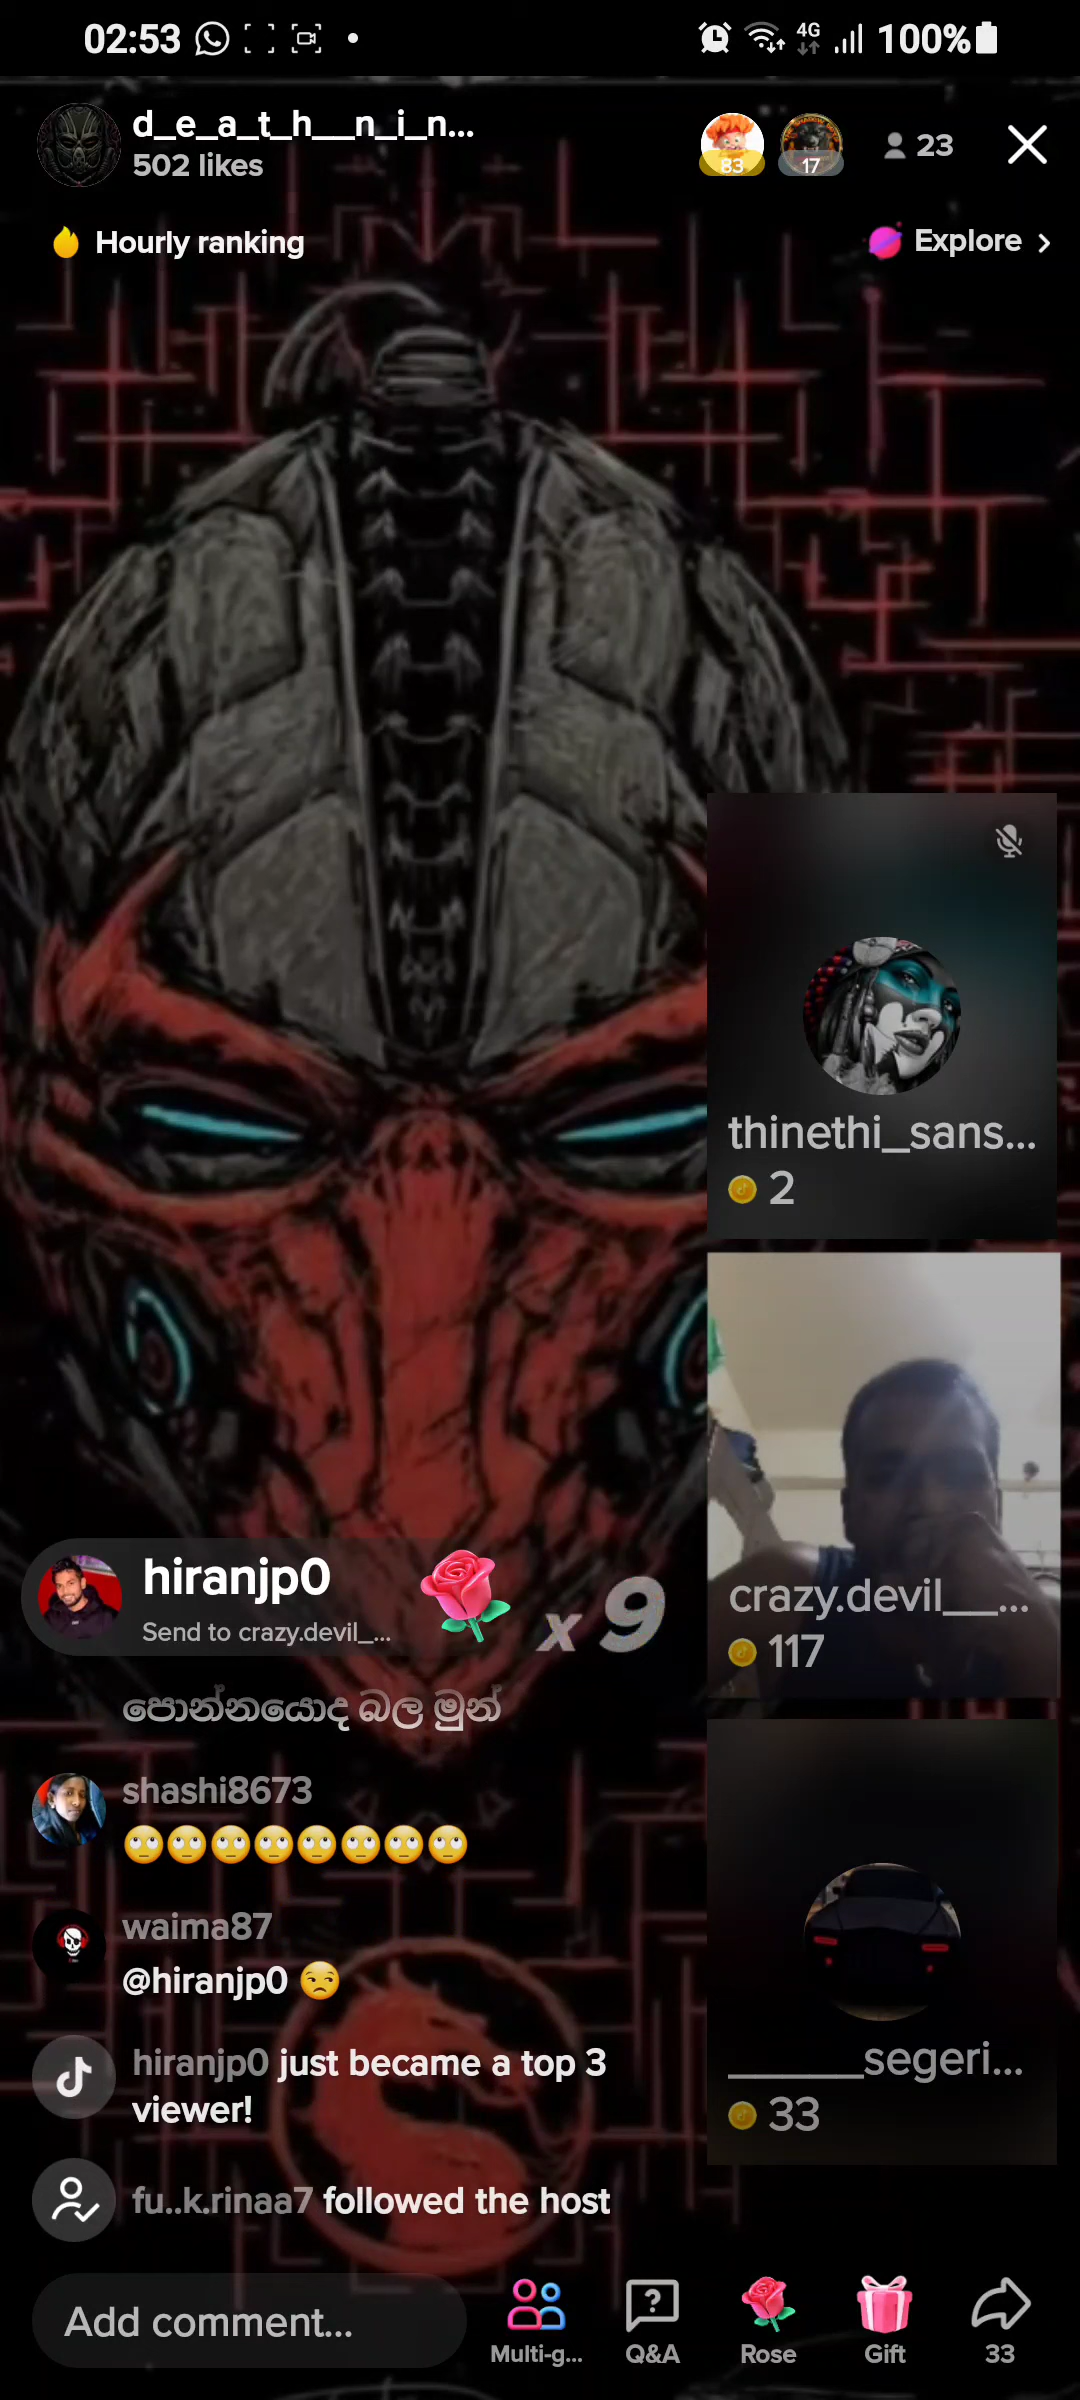 02:53
4G
100%
d_e_a_t_h__n_i_n...
502 likes
83
17
23
Hourly ranking
Explore
thinethi_sans...
2
crazy.devil__...
117
hiranjp0
Send to crazy.devil_...
x 9
පොන්නයොද බල මුන්
shashi8673
🙄🙄🙄🙄🙄🙄🙄🙄
waima87
@hiranjp0 😒
hiranjp0 just became a top 3
viewer!
fu..k.rinaa7 followed the host
_____segeri...
33
Add comment...
Multi-g...
Q&A
Rose
Gift
33